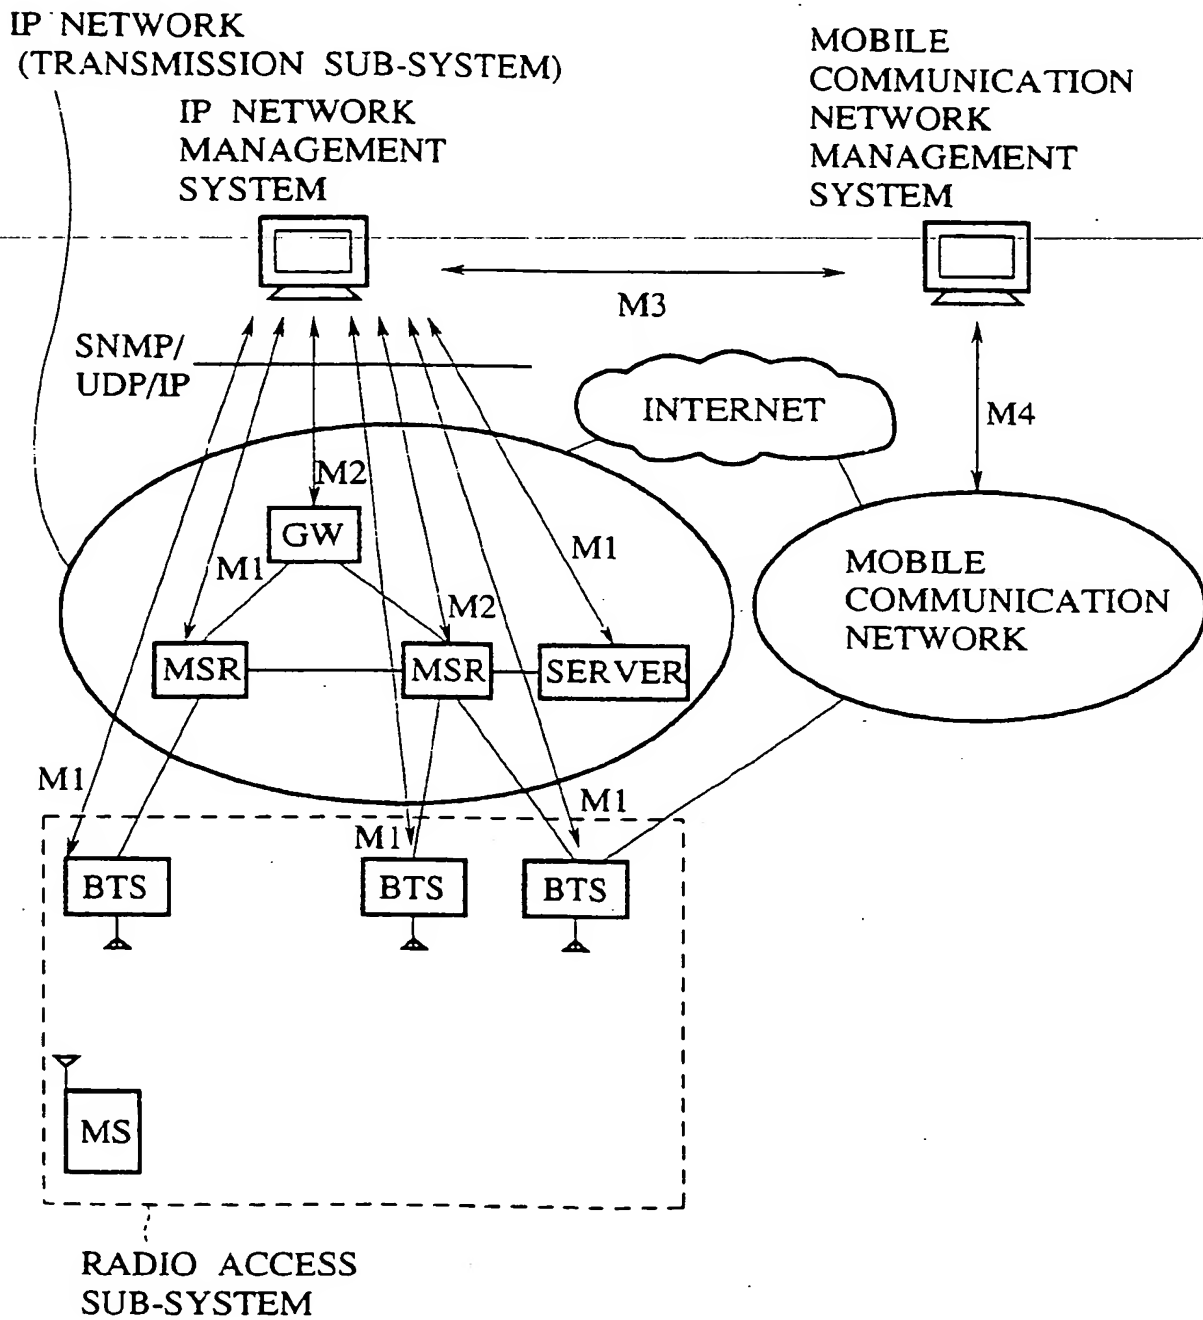 IP NETWORK
(TRANSMISSION SUB-SYSTEM)
IP NETWORK
MANAGEMENT
SYSTEM
MOBILE
COMMUNICATION
NETWORK
MANAGEMENT
SYSTEM
M3
SNMP/
UDP/IP
INTERNET
M4
M2
GW
M1
M1
M2
MSR
MSR
SERVER
MOBILE
COMMUNICATION
NETWORK
M1
M1
M1
BTS
BTS
BTS
MS
RADIO ACCESS
SUB-SYSTEM